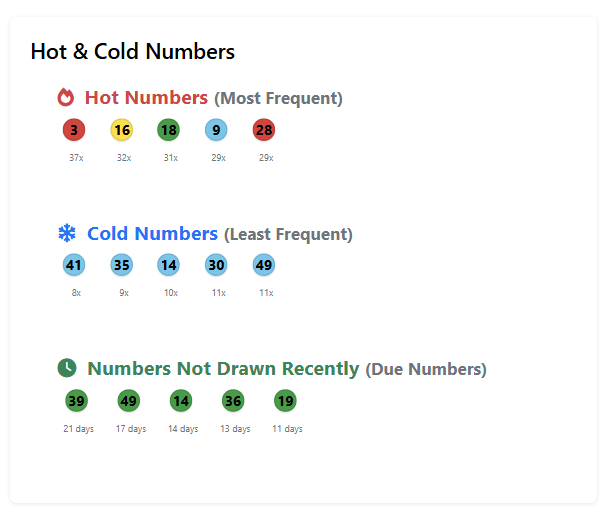 Hot & Cold Numbers
Hot Numbers (Most Frequent)
3 16 18 9 28
37x 32x 31x 29x 29x
Cold Numbers (Least Frequent)
41 35 14 30 49
8x 9x 10x 11x 11x
Numbers Not Drawn Recently (Due Numbers)
39 49 14 36 19
21 days 17 days 14 days 13 days 11 days